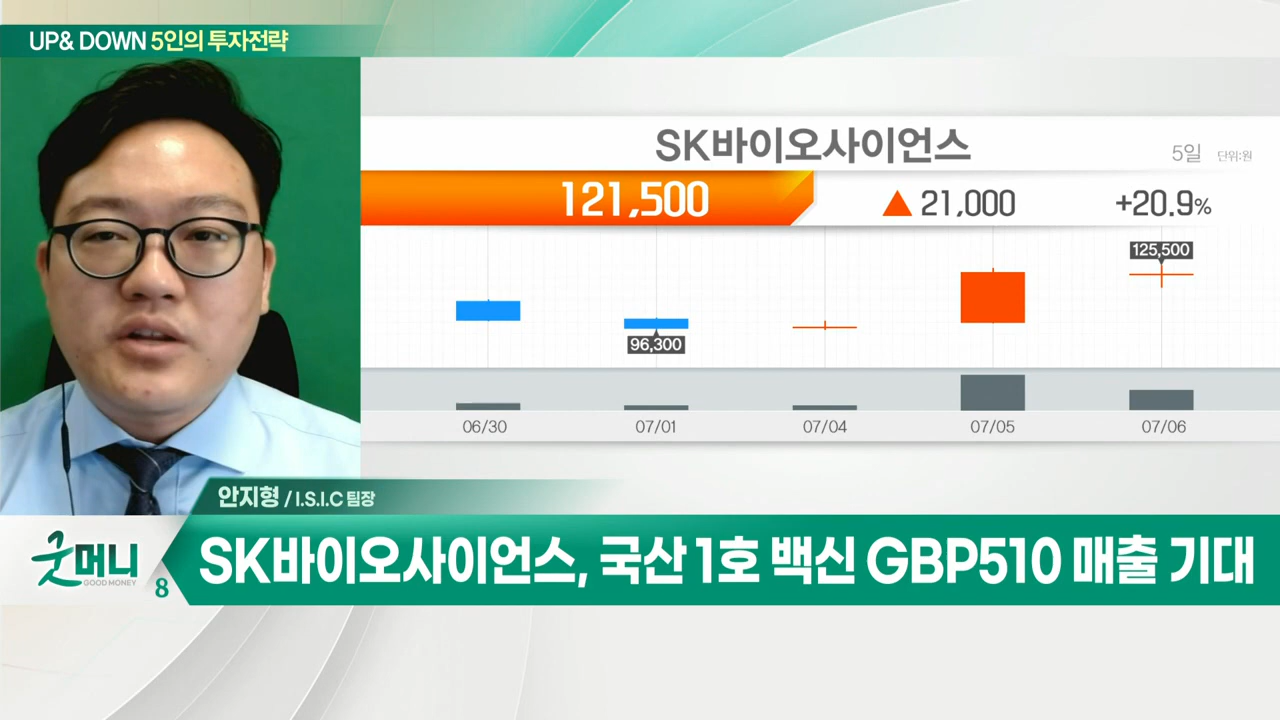 UP& DOWN 5인의 투자전략
SK바이오사이언스
5일 단위:원
121,500 ▲ 21,000 +20.9%
125,500
96,300
06/30 07/01 07/04 07/05 07/06
안지형 / I.S.I.C 팀장
굿머니
GOOD MONEY
8
SK바이오사이언스, 국산 1호 백신 GBP510 매출 기대